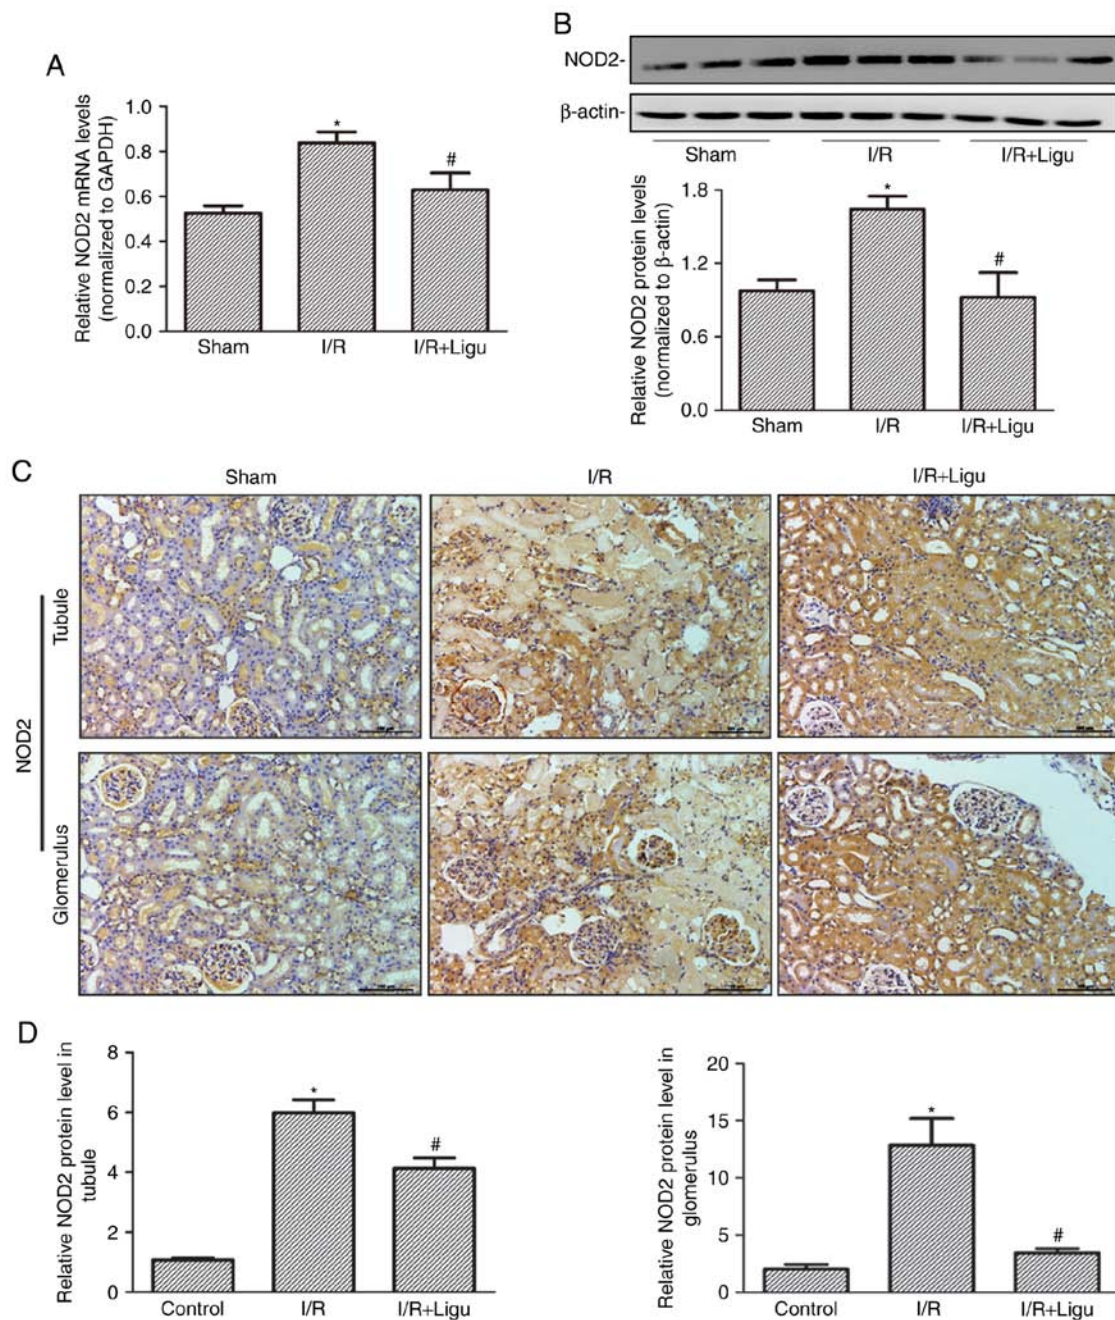 A
Relative NOD2 mRNA levels
(normalized to GAPDH)
1.0
0.8
0.6
0.4
0.2
0.0
*
#
Sham I/R I/R+Ligu
B
NOD2-
β-actin-
Sham I/R I/R+Ligu
Relative NOD2 protein levels
(normalized to β-actin)
1.8
1.2
0.6
0.0
*
#
Sham I/R I/R+Ligu
C
Sham I/R I/R+Ligu
NOD2
Tubule
Glomerulus
D
Relative NOD2 protein level in
tubule
8
6
4
2
0
*
#
Control I/R I/R+Ligu
Relative NOD2 protein level in
glomerulus
20
15
10
5
0
*
#
Control I/R I/R+Ligu